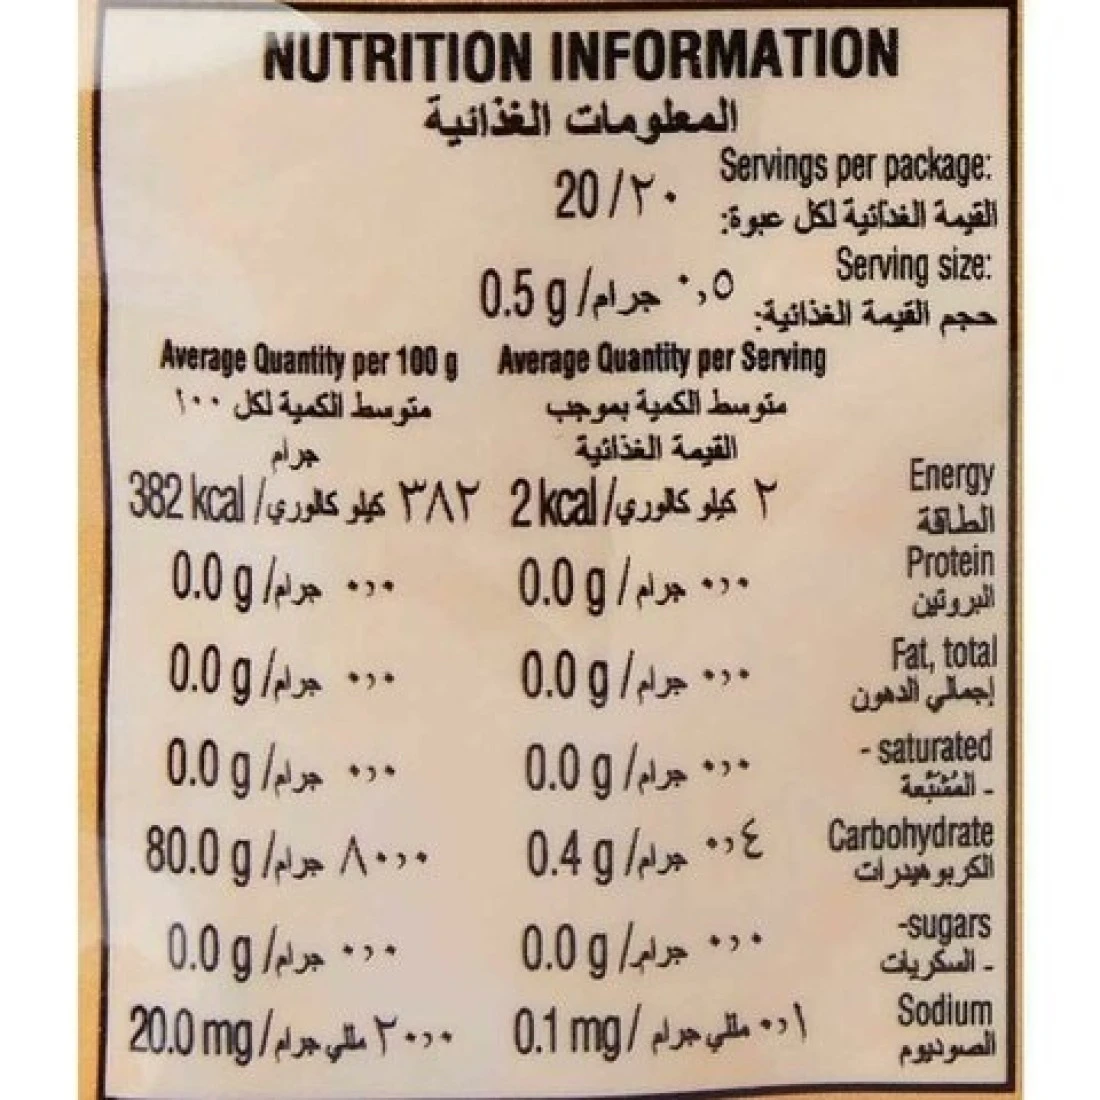 NUTRITION INFORMATION
المعلومات الغذائية
Servings per package: 20/٢٠
القيمة الغذائية لكل عبوة:
Serving size: 0.5 g/جرام ٠,٥
حجم القيمة الغذائية:
Average Quantity per 100 g Average Quantity per Serving
متوسط الكمية لكل ١٠٠ متوسط الكمية بموجب
جرام القيمة الغذائية
382 kcal/كيلو كالوري ٣٨٢ 2 kcal/كيلو كالوري ٢ Energy
الطاقة
0.0 g/جرام ٠,٠ 0.0 g/جرام ٠,٠ Protein
البروتين
0.0 g/جرام ٠,٠ 0.0 g/جرام ٠,٠ Fat, total
إجمالي الدهون
0.0 g/جرام ٠,٠ 0.0 g/جرام ٠,٠ - saturated
- المُشبّعة
80.0 g/جرام ٨٠,٠ 0.4 g/جرام ٠,٤ Carbohydrate
الكربوهيدرات
0.0 g/جرام ٠,٠ 0.0 g/جرام ٠,٠ -sugars
- السكريات
20.0 mg/مللي جرام ٢٠,٠ 0.1 mg/مللي جرام ٠,١ Sodium
الصوديوم